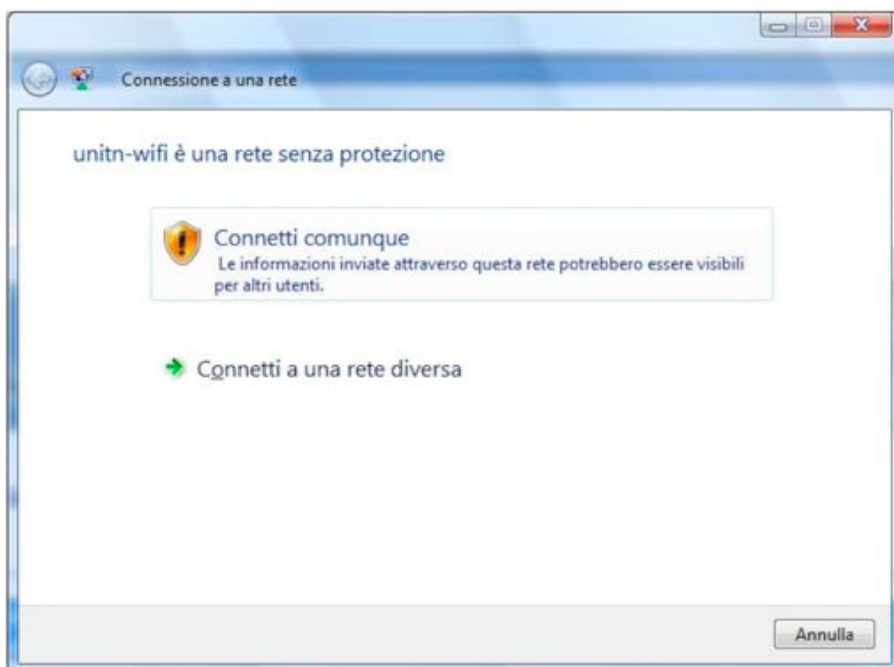 Connessione a una rete
unitn-wifi è una rete senza protezione
Connetti comunque
Le informazioni inviate attraverso questa rete potrebbero essere visibili
per altri utenti.
Connetti a una rete diversa
Annulla